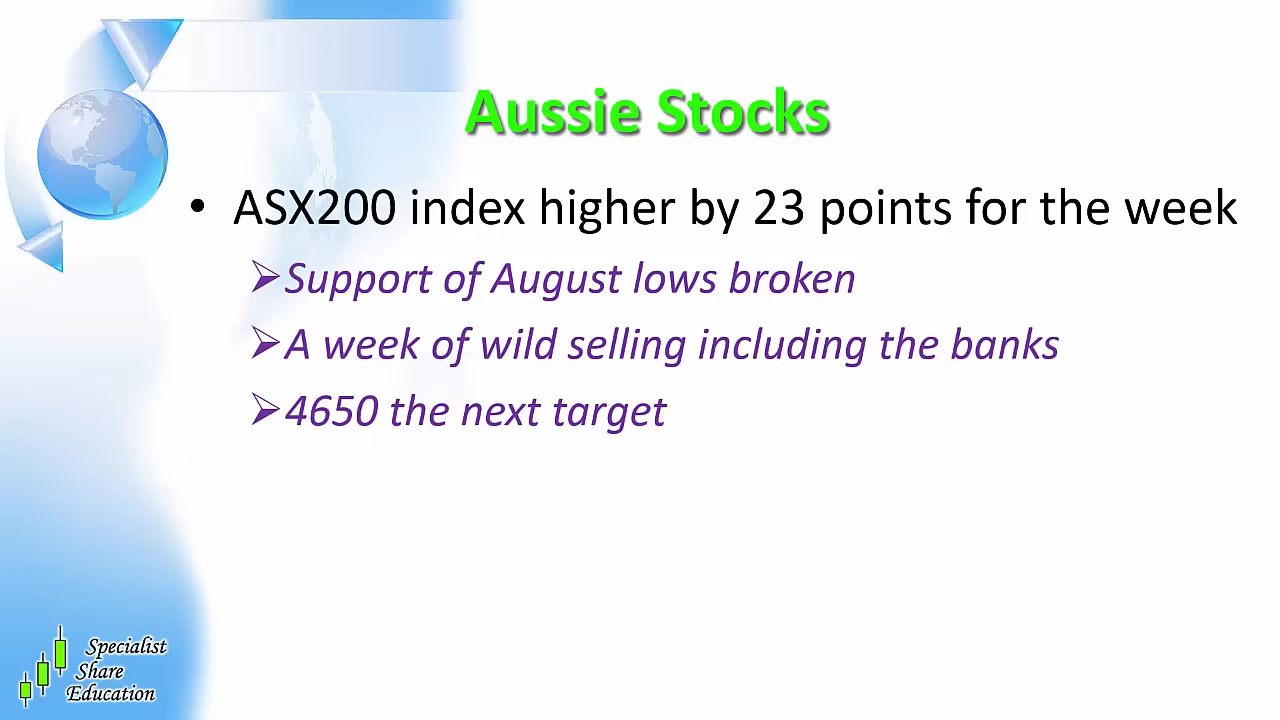 Aussie Stocks
• ASX200 index higher by 23 points for the week
➢Support of August lows broken
➢A week of wild selling including the banks
➢4650 the next target
Specialist
Share
Education